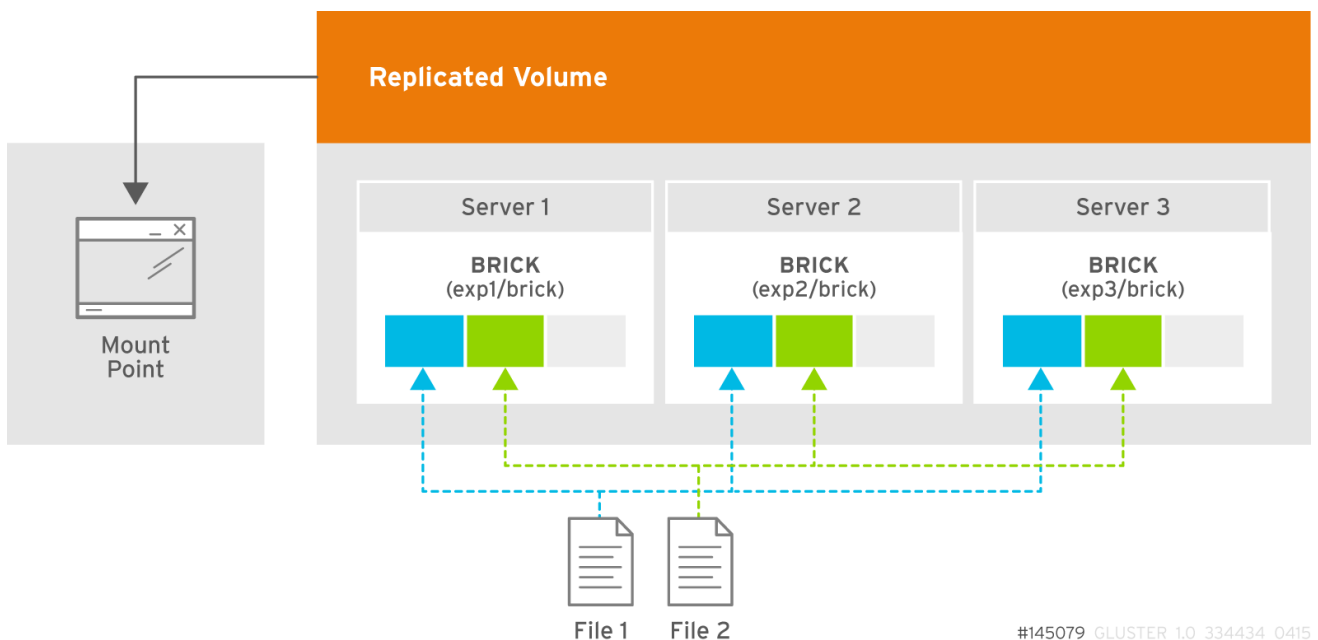 Replicated Volume
Server 1
Server 2
Server 3
BRICK
(exp1/brick)
BRICK
(exp2/brick)
BRICK
(exp3/brick)
Mount
Point
File 1
File 2
#145079 GLUSTER 1.0 334434 0415